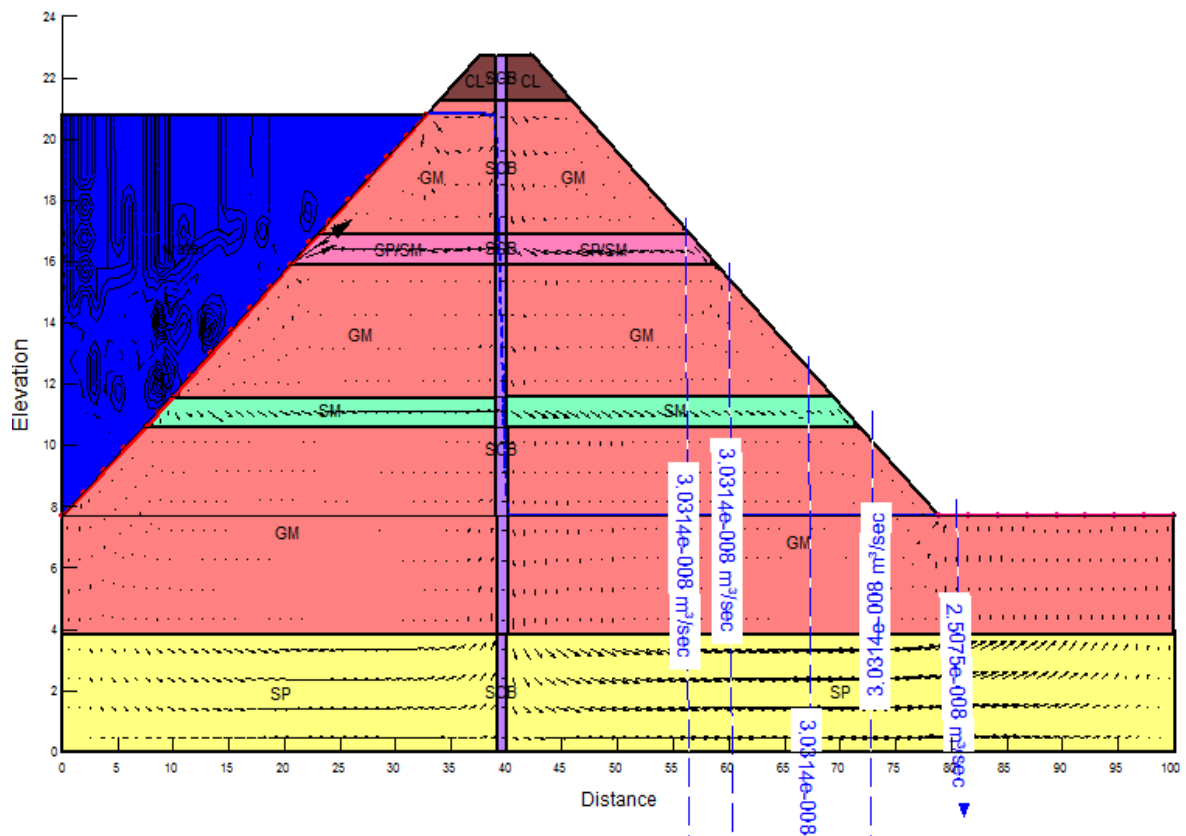 24
22
20
18
16
14
12
10
8
6
4
2
0
Elevation
CL SCB CL
GM SCB GM
SP/SM SCB SP/SM
GM GM
SM SM
SCB
GM GM
SP SCB SP
3.0314e-008 m³/sec
3.0314e-008 m³/sec
3.0314e-008
3.0314e-008 m³/sec
2.5075e-008 m³/sec
0 5 10 15 20 25 30 35 40 45 50 55 60 65 70 75 80 85 90 95 100
Distance